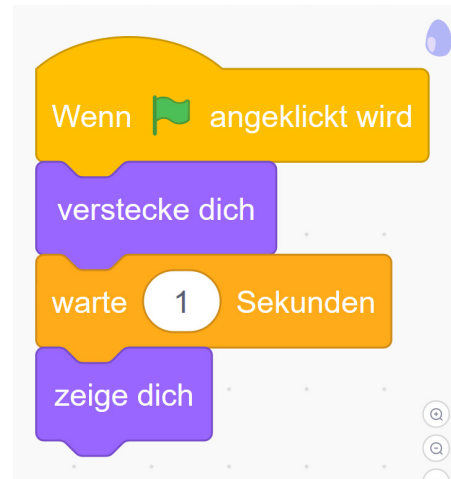 Wenn angeklickt wird
verstecke dich
warte 1 Sekunden
zeige dich